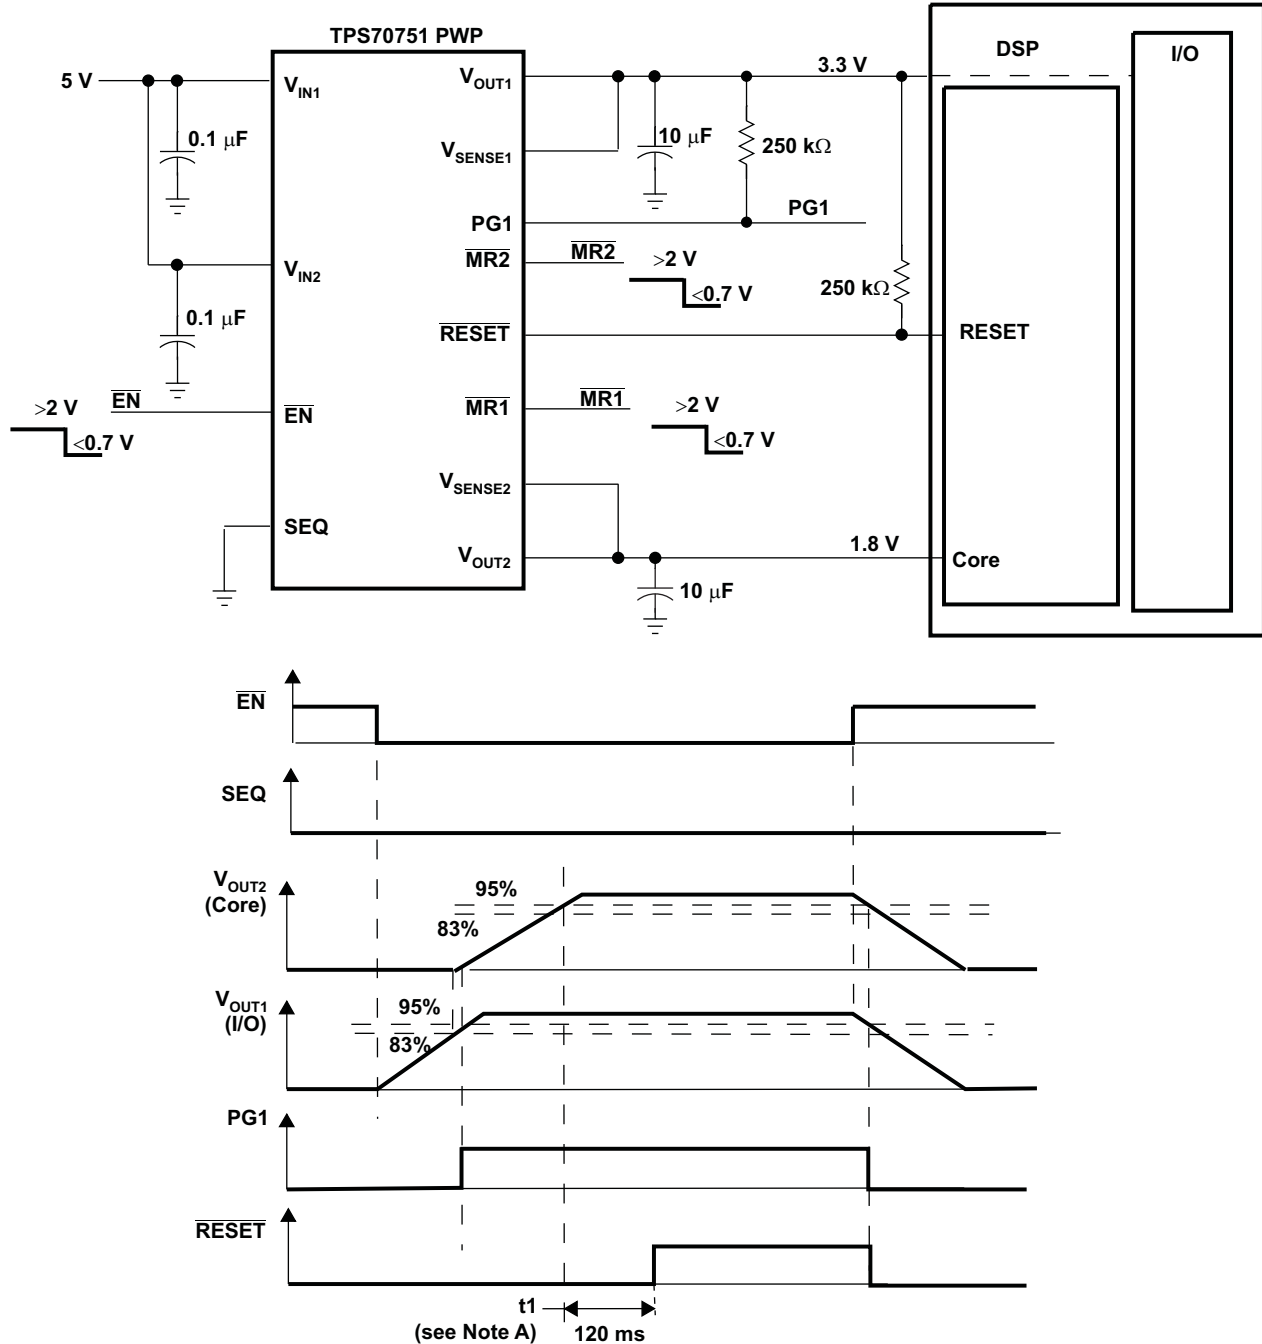 TPS70751 PWP
DSP
I/O
5 V
V_IN1
V_OUT1
3.3 V
0.1 μF
V_SENSE1
10 μF
250 kΩ
PG1
PG1
MR2
MR2
>2 V
<0.7 V
V_IN2
0.1 μF
250 kΩ
RESET
RESET
>2 V
EN
EN
<0.7 V
MR1
MR1
>2 V
<0.7 V
V_SENSE2
SEQ
V_OUT2
1.8 V
Core
10 μF
EN
SEQ
V_OUT2
(Core)
95%
83%
V_OUT1
(I/O)
95%
83%
PG1
RESET
t1
(see Note A)
120 ms